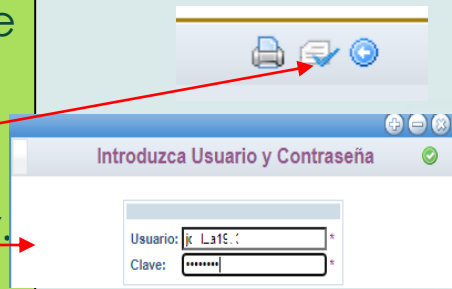 e
Introduzca Usuario y Contraseña
Usuario: *
Clave: •••••••• *